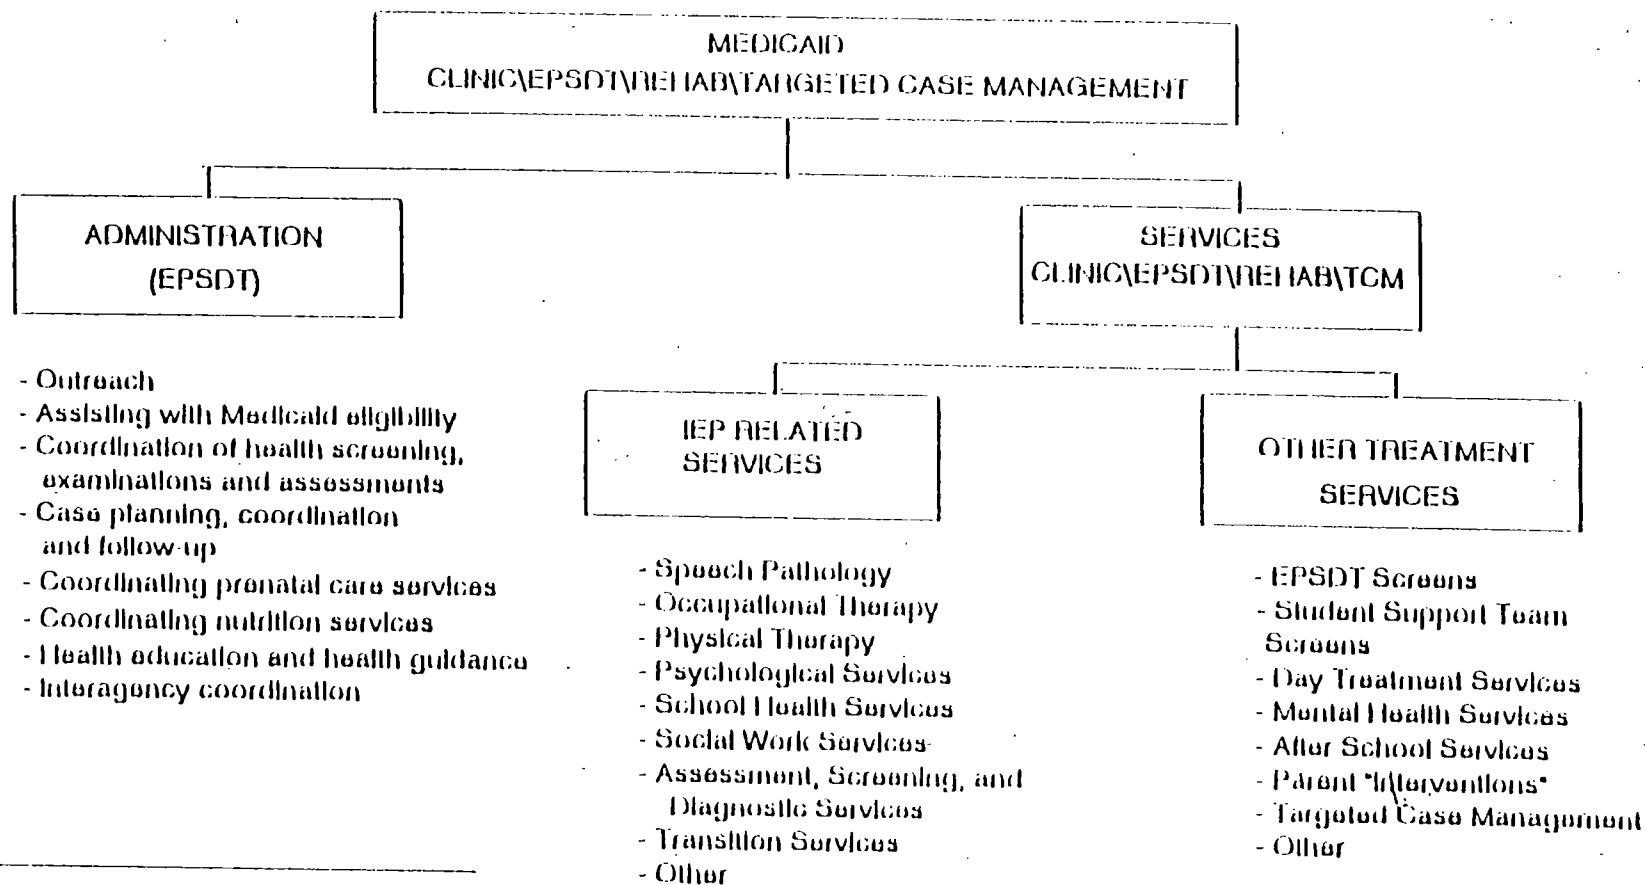 MEDICAID
CLINIC\EPSDT\REHAB\TARGETED CASE MANAGEMENT
ADMINISTRATION
(EPSDT)
- Outreach
- Assisting with Medicaid eligibility
- Coordination of health screening,
examinations and assessments
- Case planning, coordination
and follow-up
- Coordinating prenatal care services
- Coordinating nutrition services
- Health education and health guidance
- Interagency coordination
SERVICES
CLINIC\EPSDT\REHAB\TCM
IEP RELATED
SERVICES
- Speech Pathology
- Occupational Therapy
- Physical Therapy
- Psychological Services
- School Health Services
- Social Work Services
- Assessment, Screening, and
Diagnostic Services
- Transition Services
- Other
OTHER TREATMENT
SERVICES
- EPSDT Screens
- Student Support Team
Screens
- Day Treatment Services
- Mental Health Services
- After School Services
- Parent "Interventions"
- Targeted Case Management
- Other